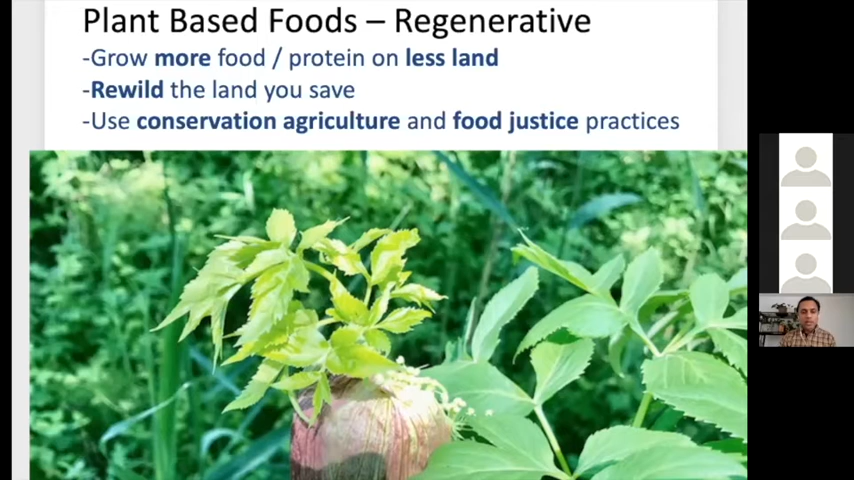 Plant Based Foods – Regenerative
-Grow more food / protein on less land
-Rewild the land you save
-Use conservation agriculture and food justice practices